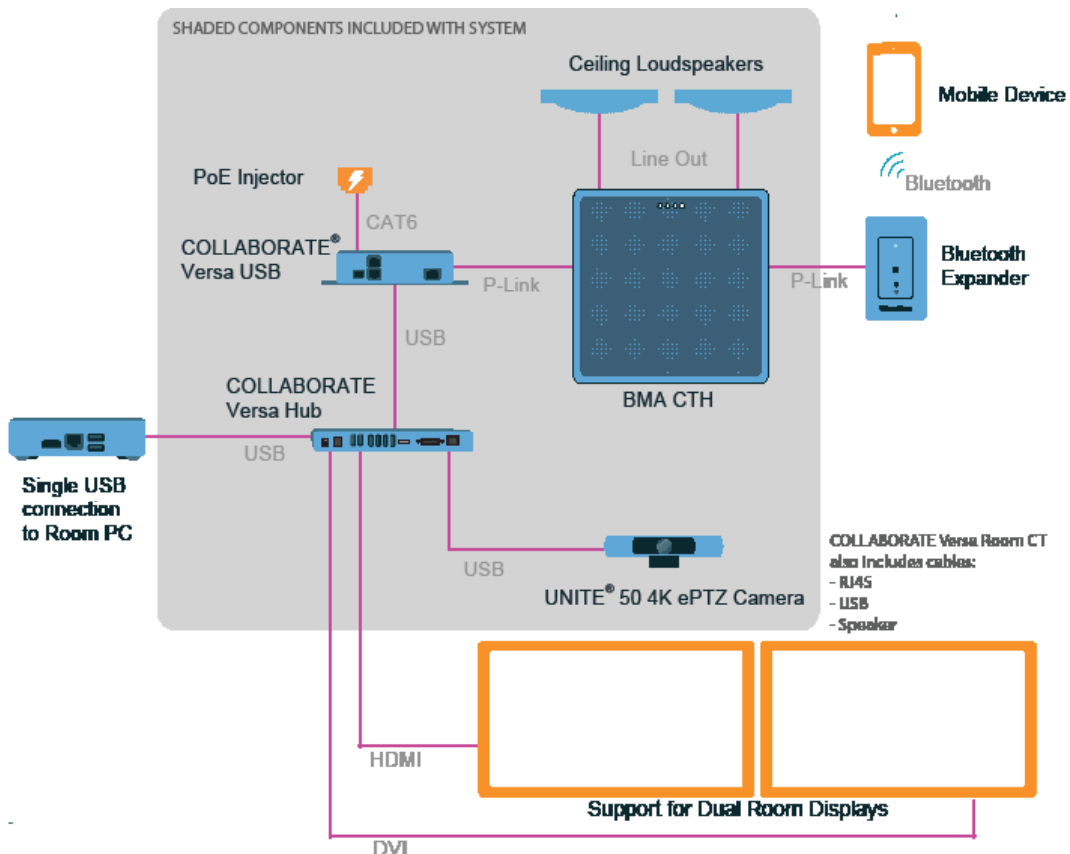 SHADED COMPONENTS INCLUDED WITH SYSTEM
Ceiling Loudspeakers
Mobile Device
Line Out
Bluetooth
PoE Injector
CAT6
COLLABORATE®
Versa USB
P-Link
P-Link
Bluetooth
Expander
USB
BMA CTH
COLLABORATE
Versa Hub
USB
Single USB
connection
to Room PC
USB
UNITE® 50 4K ePTZ Camera
COLLABORATE Versa Room CT
also includes cables:
- RJ45
- USB
- Speaker
HDMI
Support for Dual Room Displays
DVI